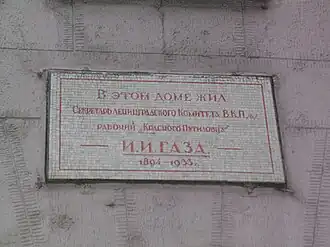 В ЭТОМ ДОМЕ ЖИЛ
СЕКРЕТАРЬ ЛЕНИНГРАДСКОГО КОМИТЕТА В.К.П.(б)
РАБОЧИЙ „КРАСНОГО ПУТИЛОВЦА"
— И.И. ГАЗА —
1894 — 1933 г.